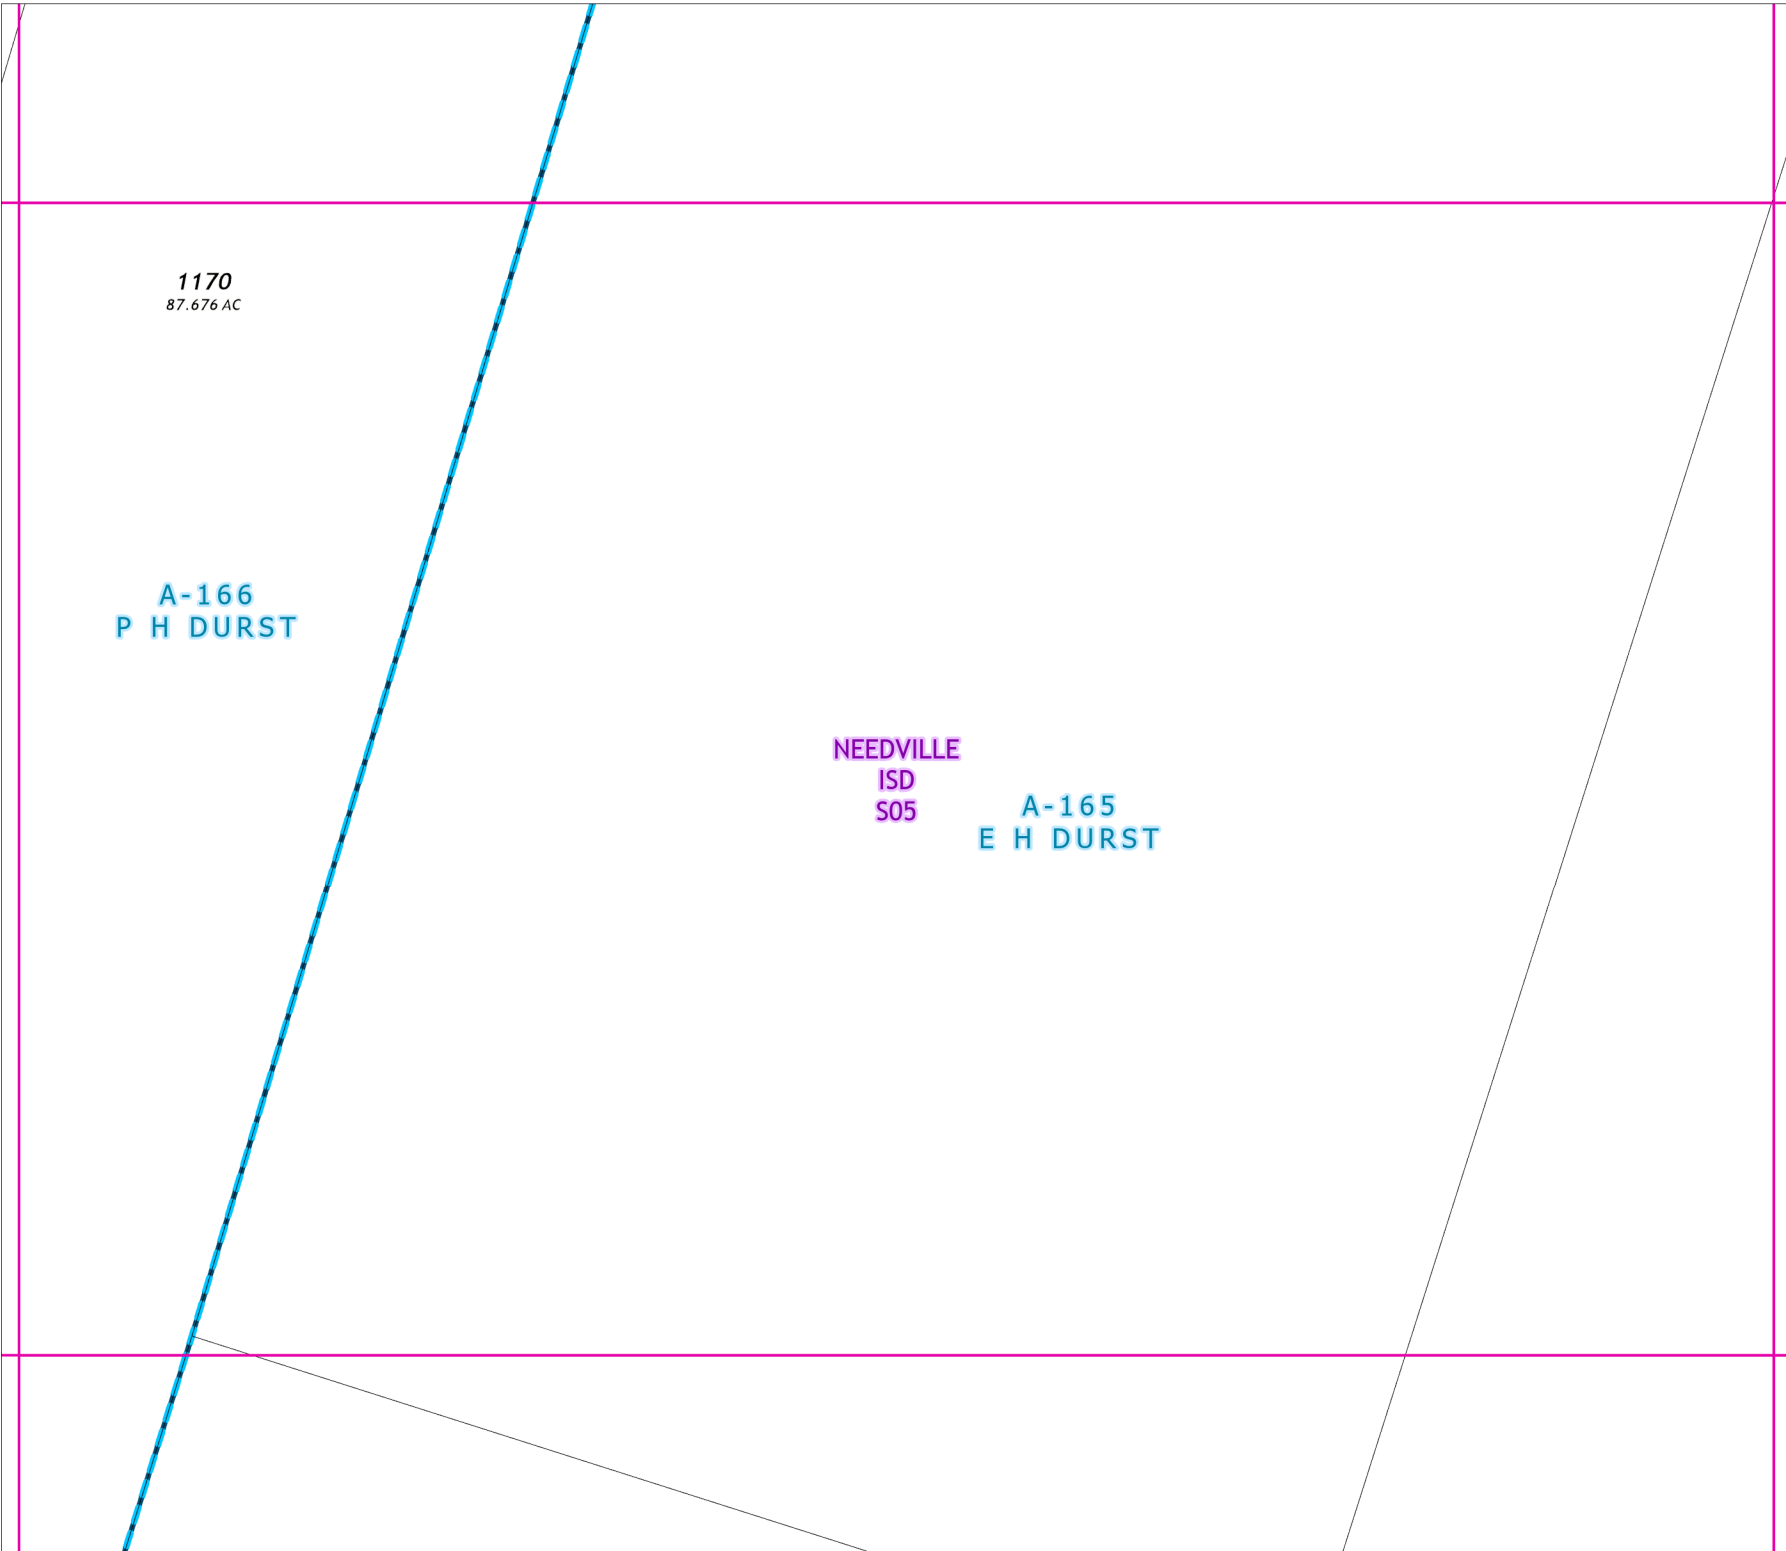 1170
87.676 AC
A-166
P H DURST
NEEDVILLE
ISD
S05
A-165
E H DURST